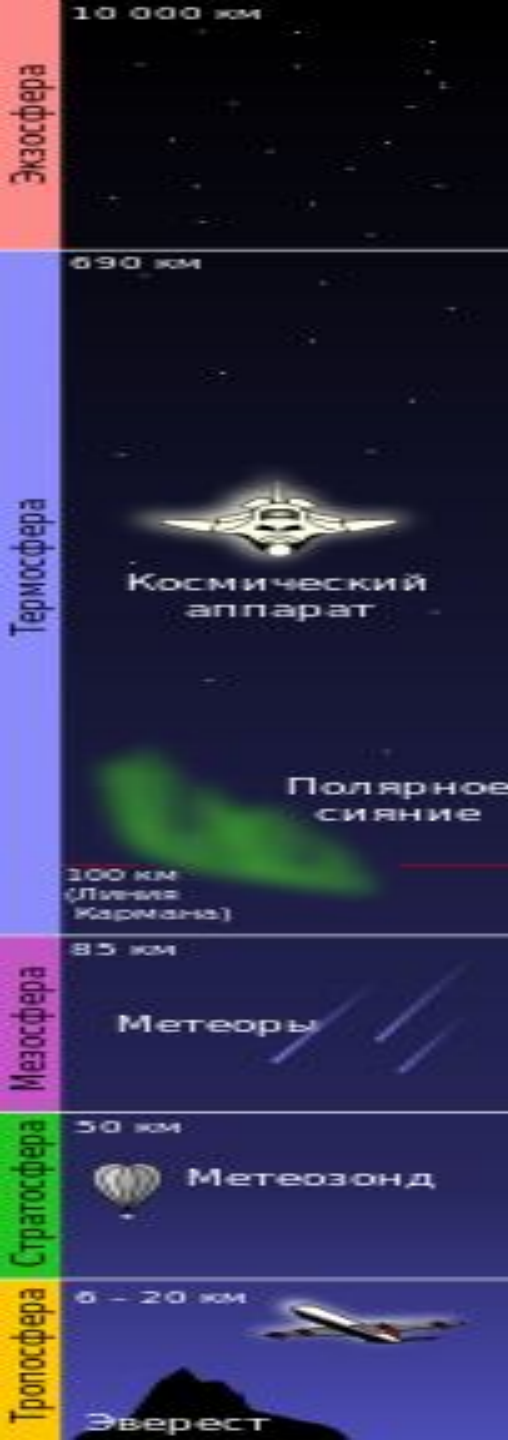 10 000 км
Экзосфера
690 км
Термосфера
Космический
аппарат
Полярное
сияние
100 км
(Линия
Кармана)
85 км
Мезосфера
Метеоры
50 км
Стратосфера
Метеозонд
6 – 20 км
Тропосфера
Эверест